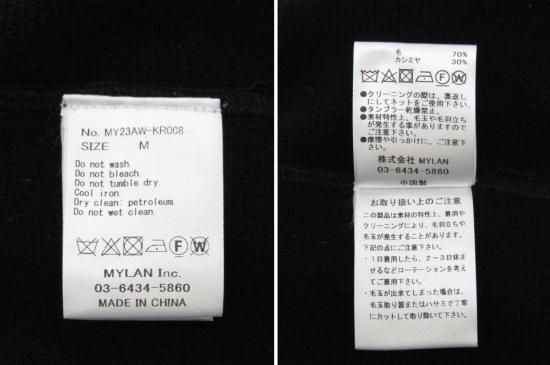 No. MY23AW-KR008
SIZE M
Do not wash.
Do not bleach.
Do not tumble dry.
Cool iron.
Dry clean: petroleum.
Do not wet clean.
F W
MYLAN Inc.
03-6434-5860
MADE IN CHINA
毛 70%
カシミヤ 30%
F W
●クリーニングの際は、裏返し
にしてネットをご使用下さい。
●タンブラー乾燥禁止。
●素材特性上、毛玉や毛羽立ち
が発生する事がありますので
ご了承下さい。
●摩擦や引っかけに、ご注意
下さい。
株式会社 MYLAN
03-6434-5860
中国製
お取り扱い上のご注意
この製品は素材の特性上、着用や
クリーニングにより、毛羽立ちや
毛玉が発生することがあります。
下記の点にご注意下さい。
・1日着用したら、2~3日休ま
せるなどローテーションを考え
てご着用下さい。
・毛玉が出来てしまった場合は、
毛玉取り器またはハサミで丁寧
にカットして取り除いて下さい。